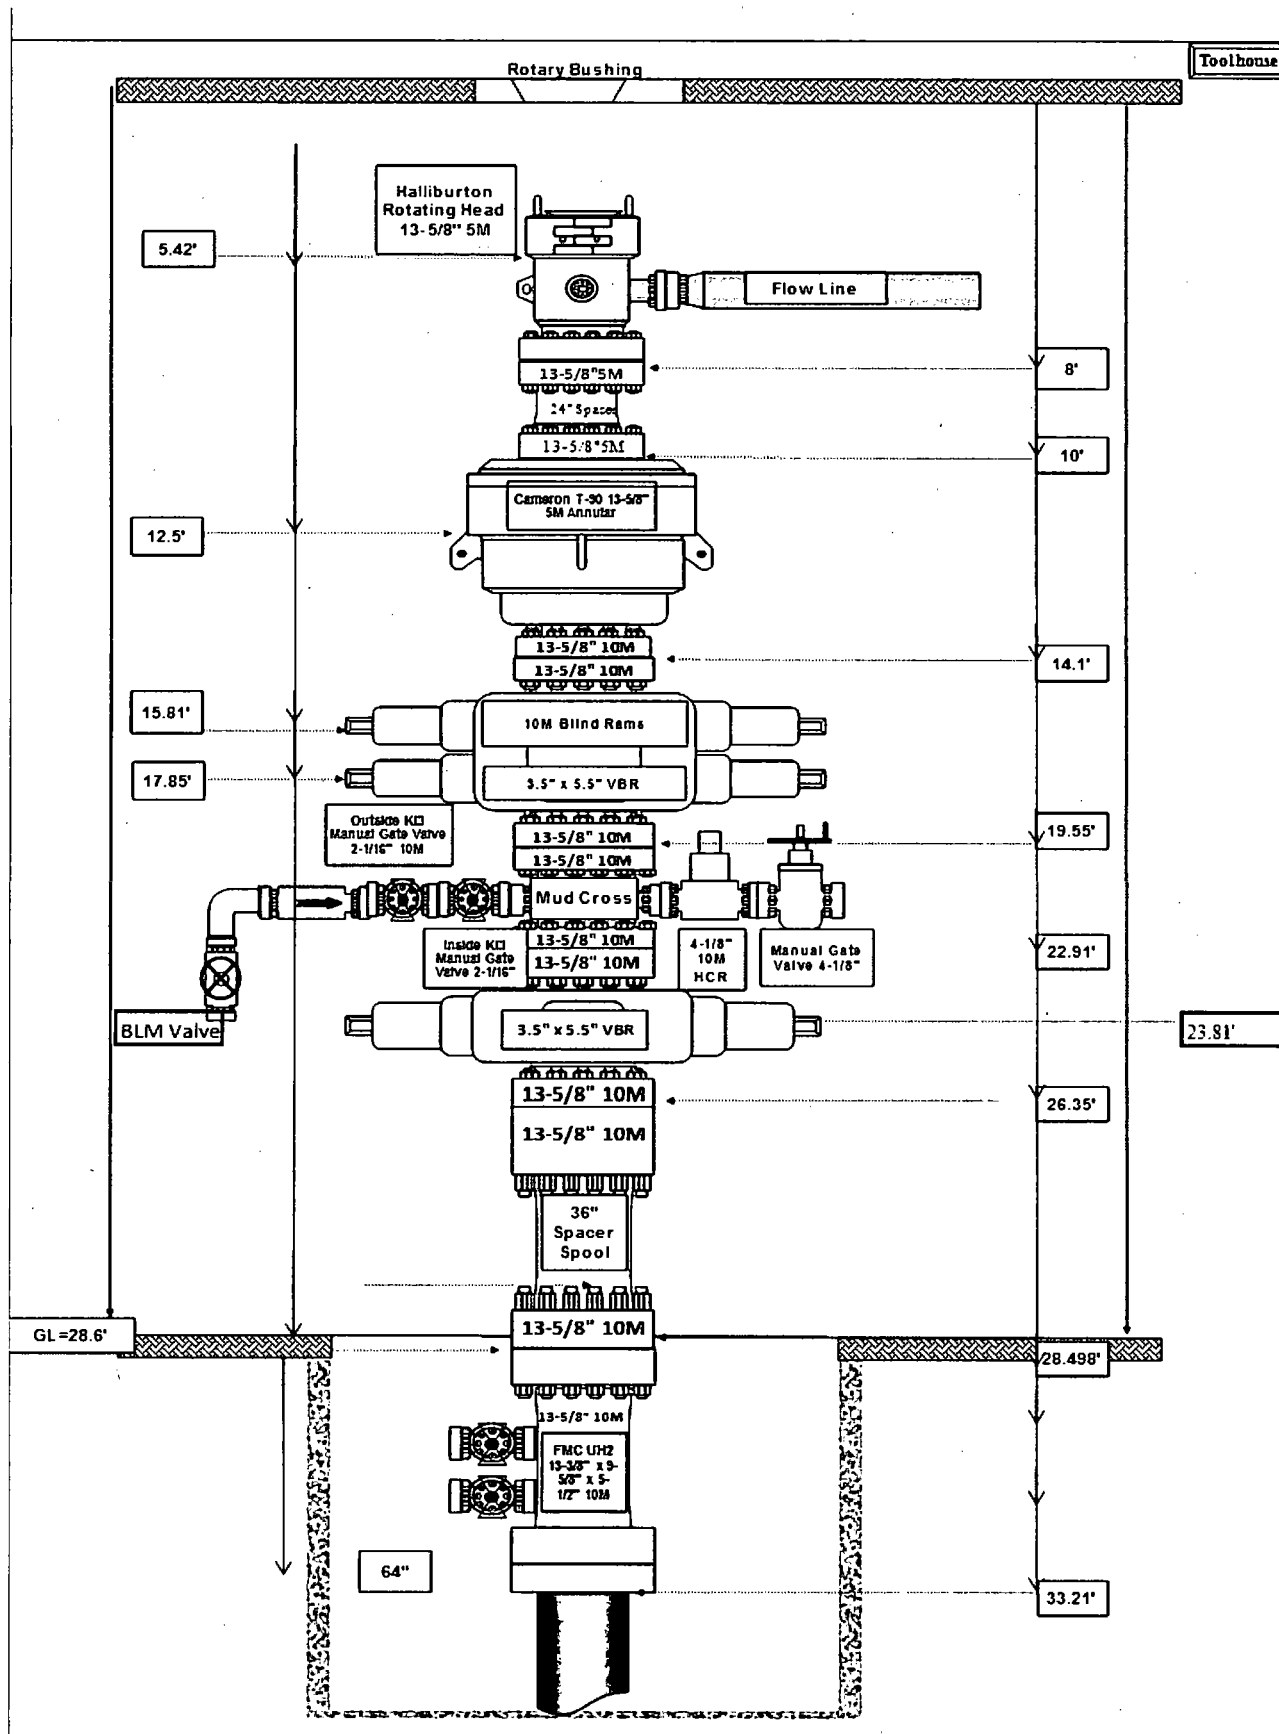 Toolhouse
Rotary Bushing
Halliburton
Rotating Head
13-5/8" 5M
5.42'
Flow Line
8'
13-5/8"5M
24" Spacer
13-5/8"5M
10'
Cameron T-90 13-5/8"
5M Annular
12.5'
13-5/8" 10M
13-5/8" 10M
14.1'
15.81'
10M Blind Rams
17.85'
3.5" x 5.5" VBR
Outside Kill
Manual Gate Valve
2-1/16" 10M
13-5/8" 10M
13-5/8" 10M
19.55'
Mud Cross
Inside Kill
Manual Gate
Valve 2-1/16"
13-5/8" 10M
13-5/8" 10M
4-1/8"
10M
HCR
Manual Gate
Valve 4-1/8"
22.91'
BLM Valve
3.5" x 5.5" VBR
23.81'
13-5/8" 10M
13-5/8" 10M
26.35'
36"
Spacer
Spool
GL=28.6'
13-5/8" 10M
28.498'
13-5/8" 10M
FMC UH2
13-3/8" x 9-
5/8" x 5-
1/2" 10M
64"
33.21'